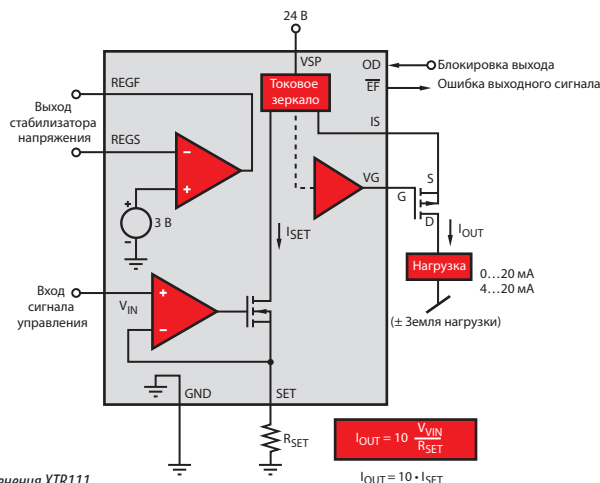 24 В
VSP
OD
Блокировка выхода
EF
Ошибка выходного сигнала
REGF
Токовое
зеркало
IS
Выход
стабилизатора
напряжения
REGS
–
+
VG
G
S
D
+
–
3 В
ISET
IOUT
Нагрузка
0...20 мА
4...20 мА
(± Земля нагрузки)
Вход
сигнала
управления
VIN
+
–
GND
SET
RSET
IOUT = 10 VVIN
RSET
IOUT = 10 • ISET
нения XTR111